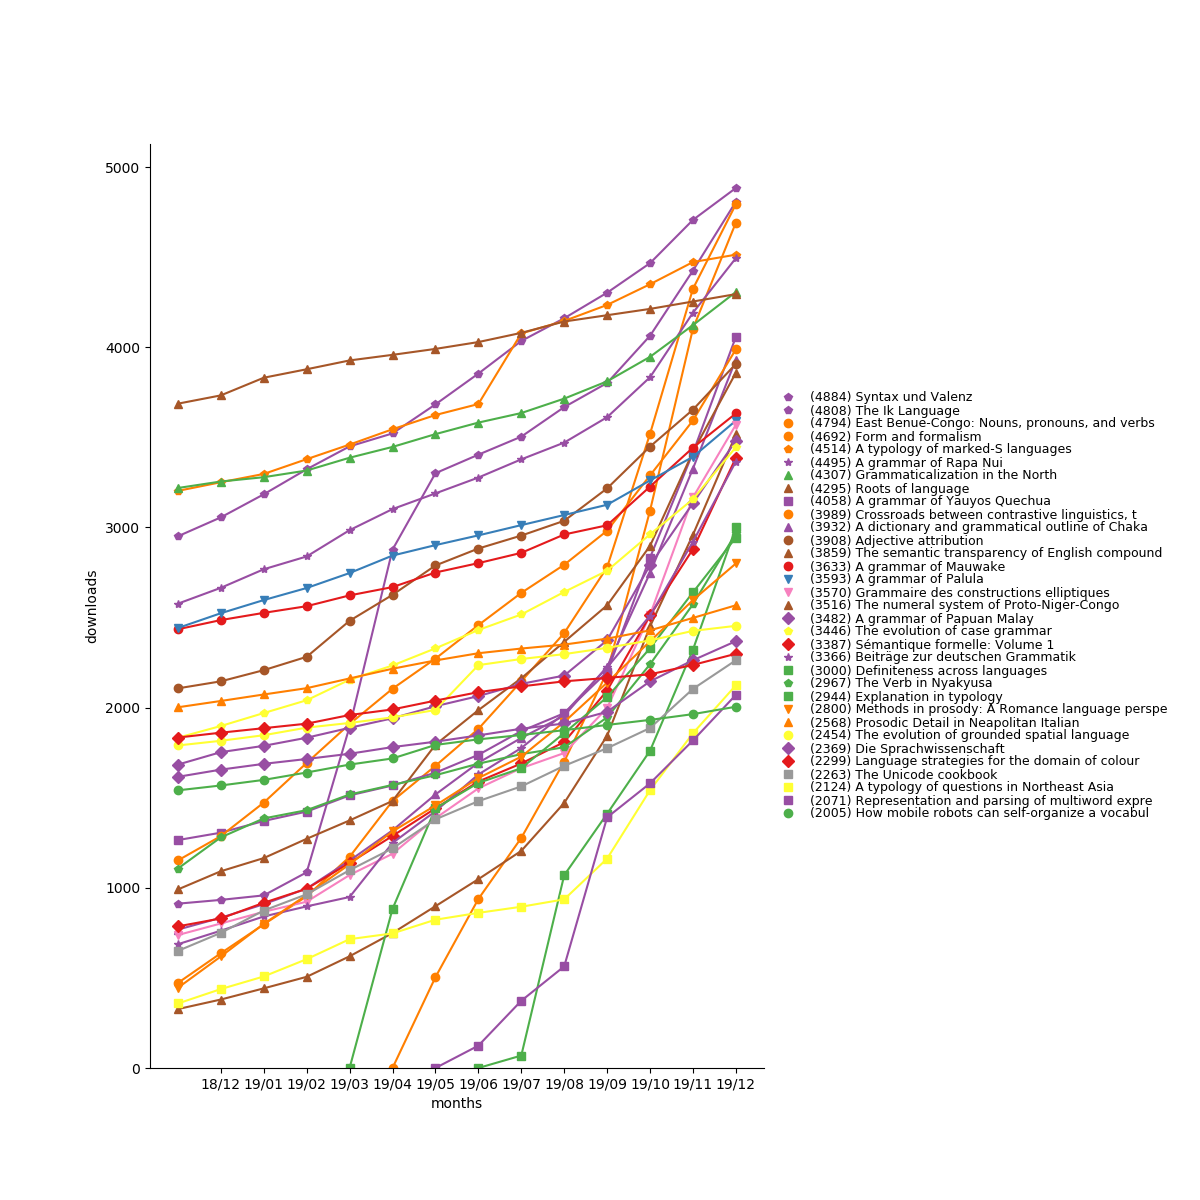 5000
4000
3000
2000
1000
0
downloads
18/12 19/01 19/02 19/03 19/04 19/05 19/06 19/07 19/08 19/09 19/10 19/11 19/12
months
(4884) Syntax und Valenz
(4808) The Ik Language
(4794) East Benue-Congo: Nouns, pronouns, and verbs
(4692) Form and formalism
(4514) A typology of marked-S languages
(4495) A grammar of Rapa Nui
(4307) Grammaticalization in the North
(4295) Roots of language
(4058) A grammar of Yauyos Quechua
(3989) Crossroads between contrastive linguistics, t
(3932) A dictionary and grammatical outline of Chaka
(3908) Adjective attribution
(3859) The semantic transparency of English compound
(3633) A grammar of Mauwake
(3593) A grammar of Palula
(3570) Grammaire des constructions elliptiques
(3516) The numeral system of Proto-Niger-Congo
(3482) A grammar of Papuan Malay
(3446) The evolution of case grammar
(3387) Sémantique formelle: Volume 1
(3366) Beiträge zur deutschen Grammatik
(3000) Definiteness across languages
(2967) The Verb in Nyakyusa
(2944) Explanation in typology
(2800) Methods in prosody: A Romance language perspe
(2568) Prosodic Detail in Neapolitan Italian
(2454) The evolution of grounded spatial language
(2369) Die Sprachwissenschaft
(2299) Language strategies for the domain of colour
(2263) The Unicode cookbook
(2124) A typology of questions in Northeast Asia
(2071) Representation and parsing of multiword expre
(2005) How mobile robots can self-organize a vocabul